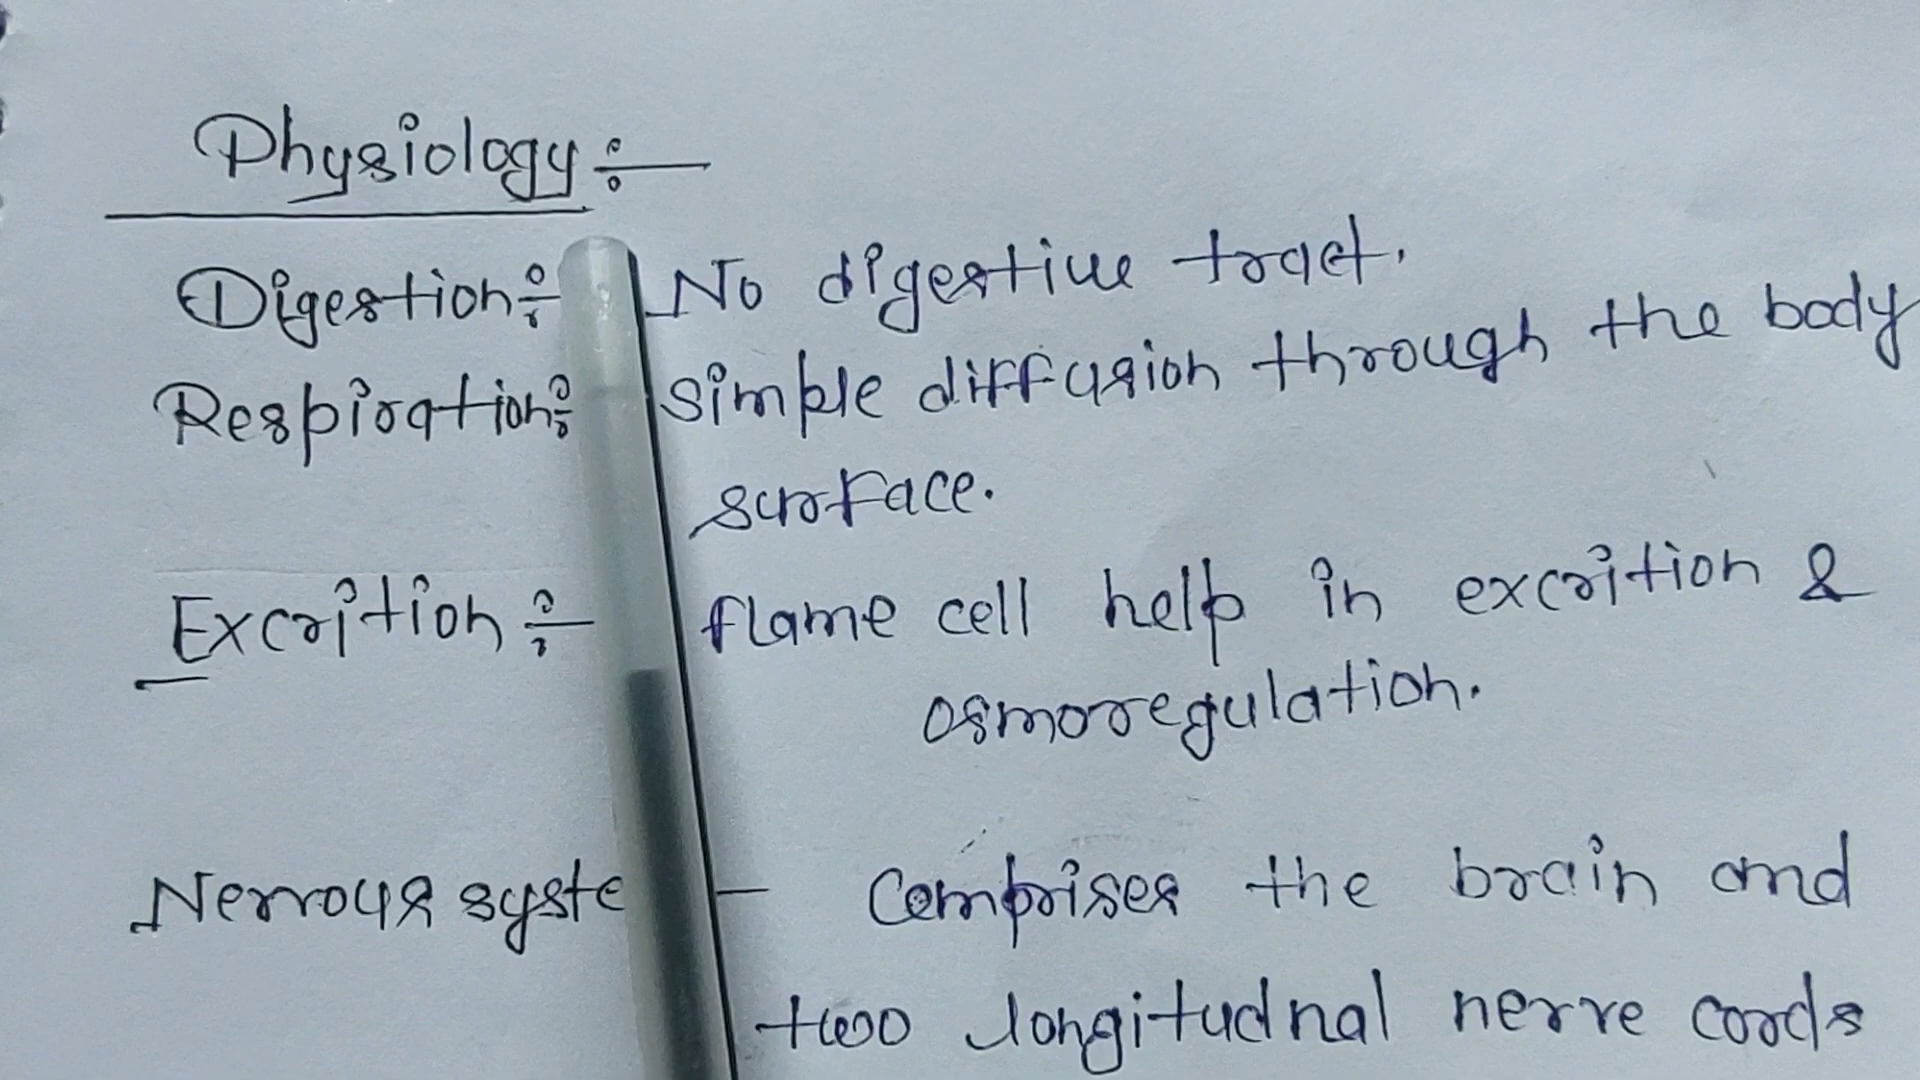 Physiology:-
Digestion:- No digestive tract.
Respiration:- simple diffusion through the body
surface.
Excrition:- flame cell help in excrition &
osmoregulation.
Nervous syste - Comprises the brain and
two longitudnal nerve cords